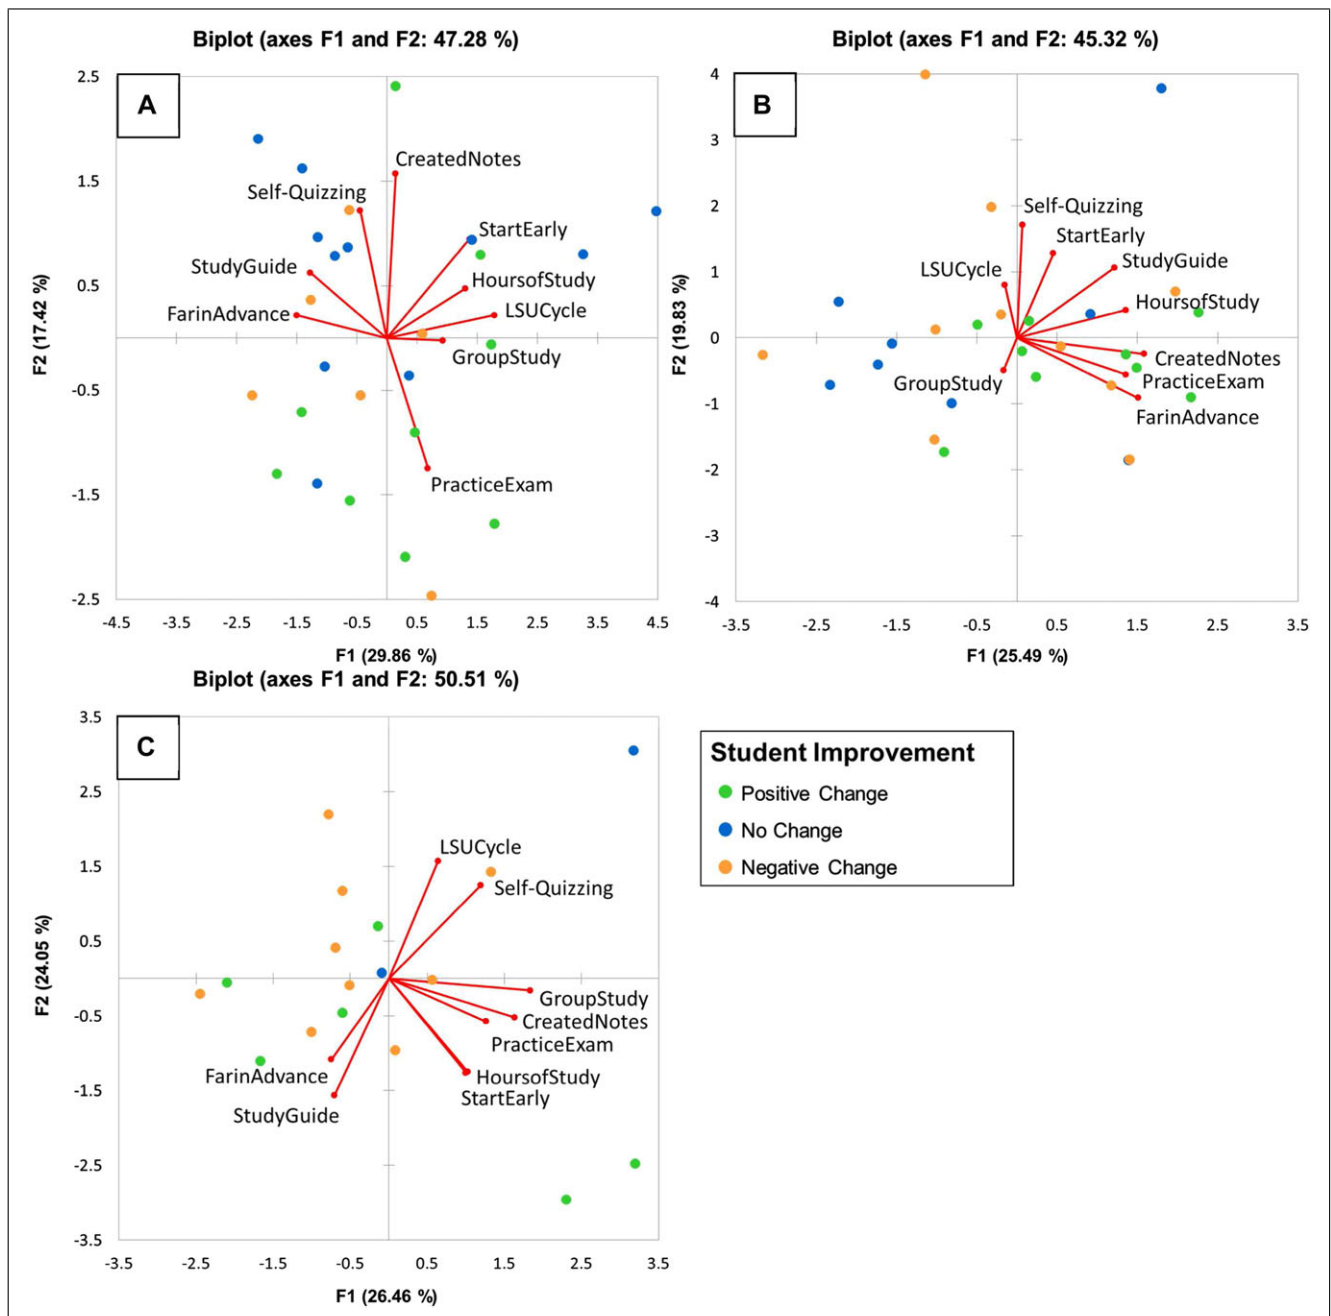 Biplot (axes F1 and F2: 47.28 %)
A
2.5
1.5
0.5
-0.5
-1.5
-2.5
F2 (17.42 %)
CreatedNotes
Self-Quizzing
StartEarly
StudyGuide
HoursofStudy
FarinAdvance
LSUCycle
GroupStudy
PracticeExam
-4.5 -3.5 -2.5 -1.5 -0.5 0.5 1.5 2.5 3.5 4.5
F1 (29.86 %)
Biplot (axes F1 and F2: 45.32 %)
B
4
3
2
1
0
-1
-2
-3
-4
F2 (19.83 %)
Self-Quizzing
StartEarly
LSUCycle
StudyGuide
HoursofStudy
CreatedNotes
GroupStudy
PracticeExam
FarinAdvance
-3.5 -2.5 -1.5 -0.5 0.5 1.5 2.5 3.5
F1 (25.49 %)
Biplot (axes F1 and F2: 50.51 %)
C
3.5
2.5
1.5
0.5
-0.5
-1.5
-2.5
-3.5
F2 (24.05 %)
LSUCycle
Self-Quizzing
GroupStudy
CreatedNotes
PracticeExam
FarinAdvance
HoursofStudy
StartEarly
StudyGuide
-3.5 -2.5 -1.5 -0.5 0.5 1.5 2.5 3.5
F1 (26.46 %)
Student Improvement
Positive Change
No Change
Negative Change